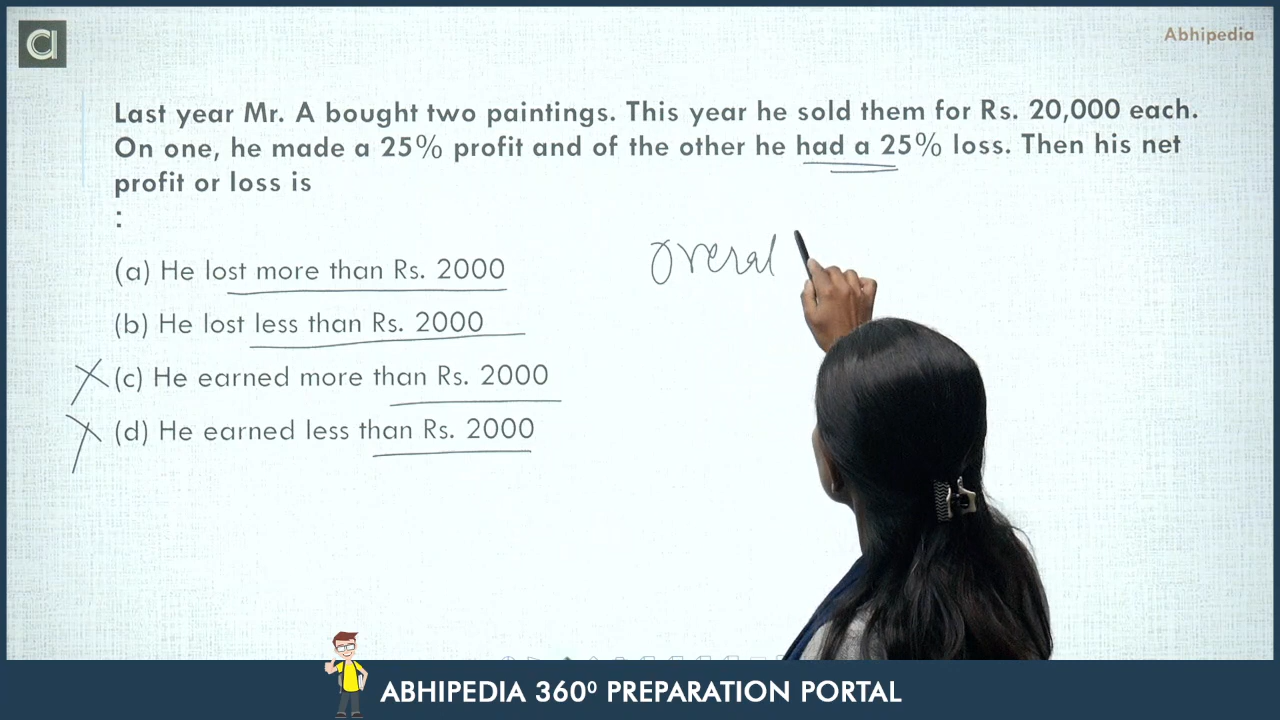 Abhipedia
Last year Mr. A bought two paintings. This year he sold them for Rs. 20,000 each.
On one, he made a 25% profit and of the other he had a 25% loss. Then his net
profit or loss is
:
(a) He lost more than Rs. 2000
(b) He lost less than Rs. 2000
(c) He earned more than Rs. 2000
(d) He earned less than Rs. 2000
overal
ABHIPEDIA 360⁰ PREPARATION PORTAL